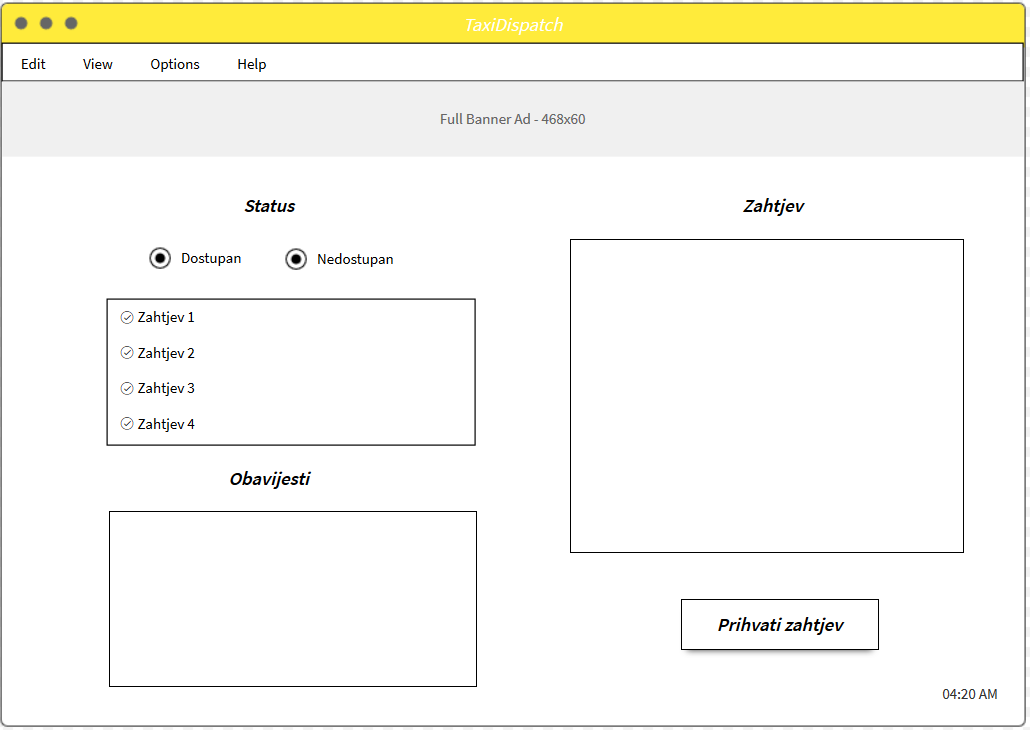 TaxiDispatch
Edit View Options Help
Full Banner Ad - 468x60
Status
Dostupan Nedostupan
Zahtjev 1
Zahtjev 2
Zahtjev 3
Zahtjev 4
Obavijesti
Zahtjev
Prihvati zahtjev
04:20 AM